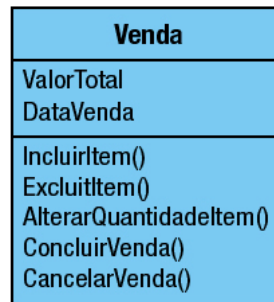 Venda
ValorTotal
DataVenda
IncluirItem()
ExcluitItem()
AlterarQuantidadeItem()
ConcluirVenda()
CancelarVenda()